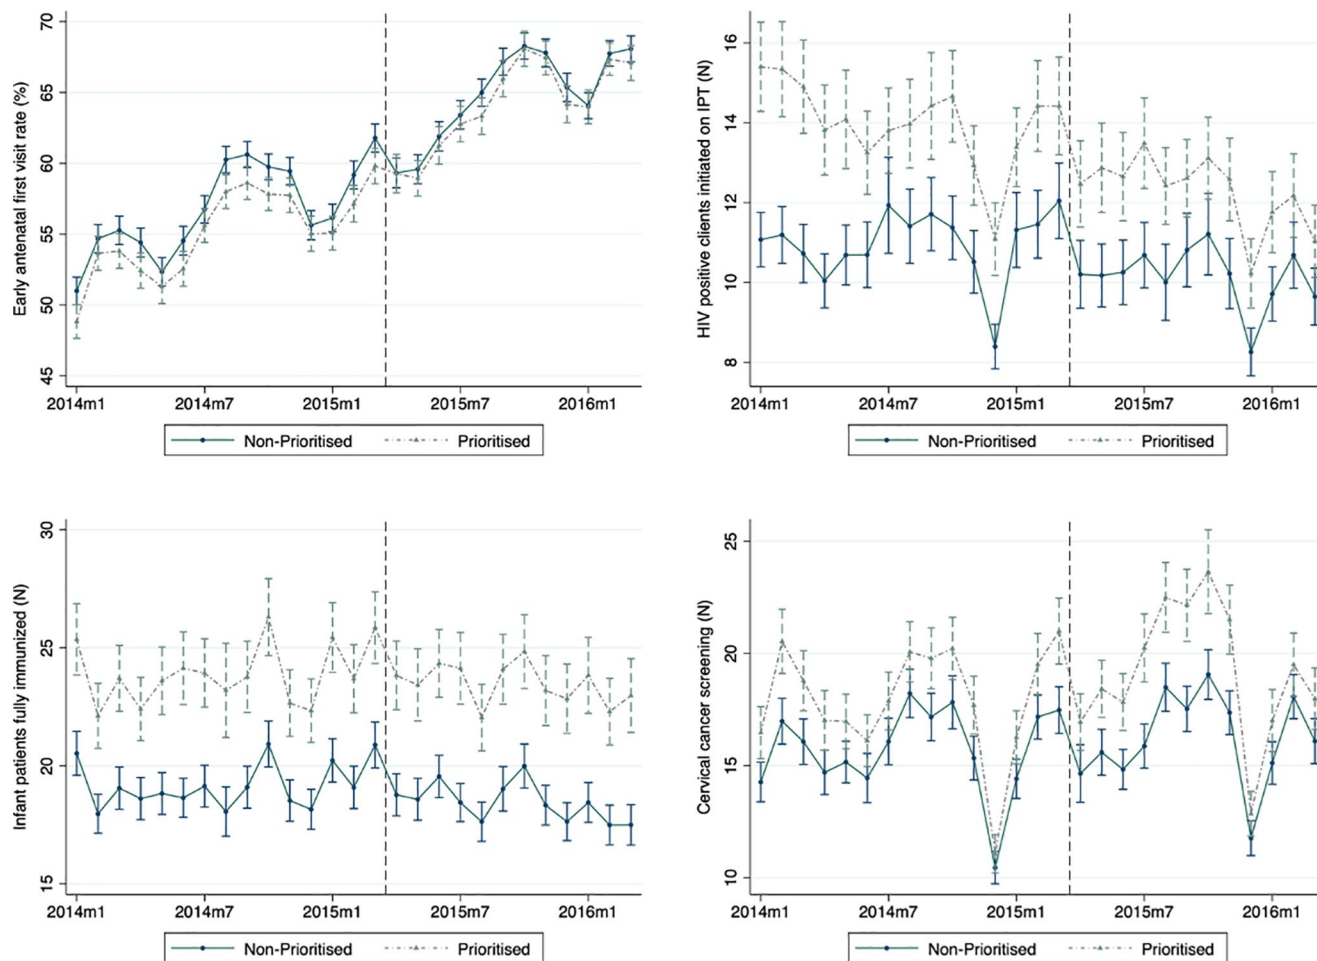 Early antenatal first visit rate (%)
70
65
60
55
50
45
2014m1 2014m7 2015m1 2015m7 2016m1
Non-Prioritised Prioritised
HIV positive clients initiated on IPT (N)
16
14
12
10
8
2014m1 2014m7 2015m1 2015m7 2016m1
Non-Prioritised Prioritised
Infant patients fully immunized (N)
30
25
20
15
2014m1 2014m7 2015m1 2015m7 2016m1
Non-Prioritised Prioritised
Cervical cancer screening (N)
25
20
15
10
2014m1 2014m7 2015m1 2015m7 2016m1
Non-Prioritised Prioritised